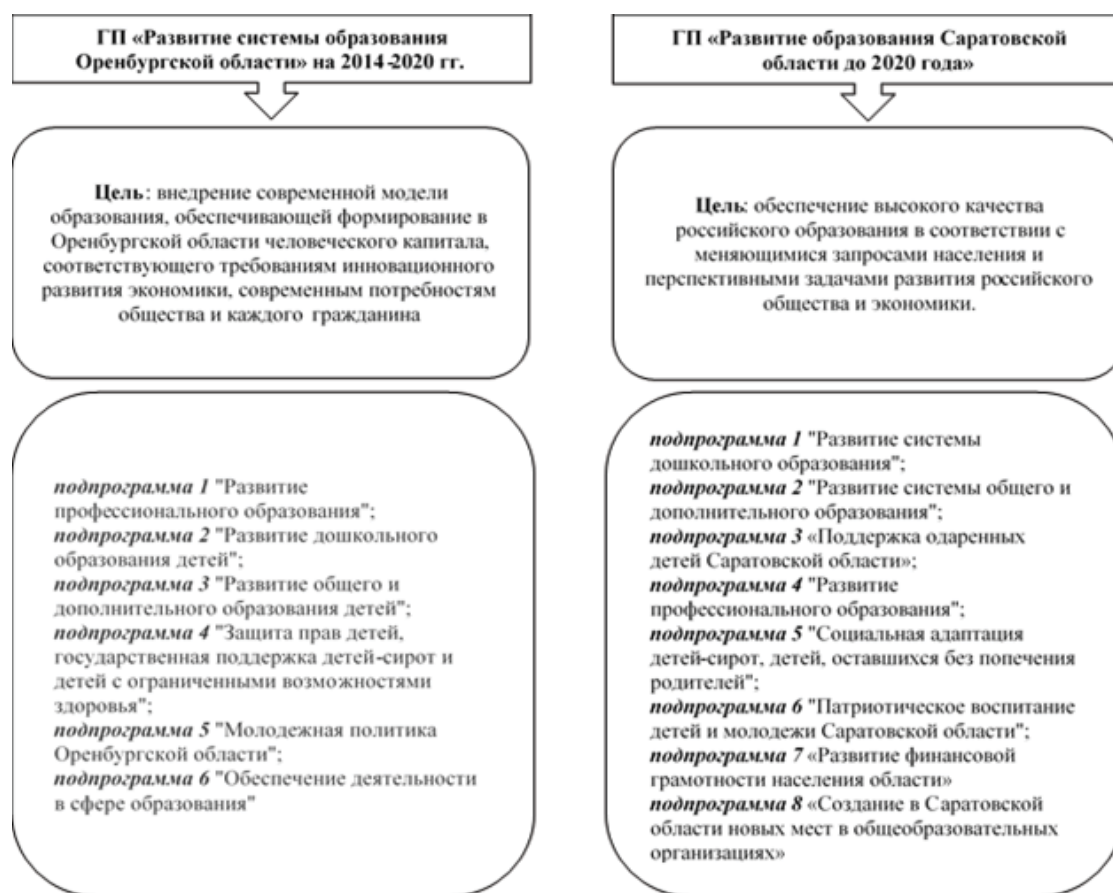 ГП «Развитие системы образования
Оренбургской области» на 2014-2020 гг.
Цель: внедрение современной модели
образования, обеспечивающей формирование в
Оренбургской области человеческого капитала,
соответствующего требованиям инновационного
развития экономики, современным потребностям
общества и каждого гражданина
подпрограмма 1 "Развитие
профессионального образования";
подпрограмма 2 "Развитие дошкольного
образования детей";
подпрограмма 3 "Развитие общего и
дополнительного образования детей";
подпрограмма 4 "Защита прав детей,
государственная поддержка детей-сирот и
детей с ограниченными возможностями
здоровья";
подпрограмма 5 "Молодежная политика
Оренбургской области";
подпрограмма 6 "Обеспечение деятельности
в сфере образования"
ГП «Развитие образования Саратовской
области до 2020 года»
Цель: обеспечение высокого качества
российского образования в соответствии с
меняющимися запросами населения и
перспективными задачами развития российского
общества и экономики.
подпрограмма 1 "Развитие системы
дошкольного образования";
подпрограмма 2 "Развитие системы общего и
дополнительного образования";
подпрограмма 3 «Поддержка одаренных
детей Саратовской области»;
подпрограмма 4 "Развитие
профессионального образования";
подпрограмма 5 "Социальная адаптация
детей-сирот, детей, оставшихся без попечения
родителей";
подпрограмма 6 "Патриотическое воспитание
детей и молодежи Саратовской области";
подпрограмма 7 «Развитие финансовой
грамотности населения области»
подпрограмма 8 «Создание в Саратовской
области новых мест в общеобразовательных
организациях»